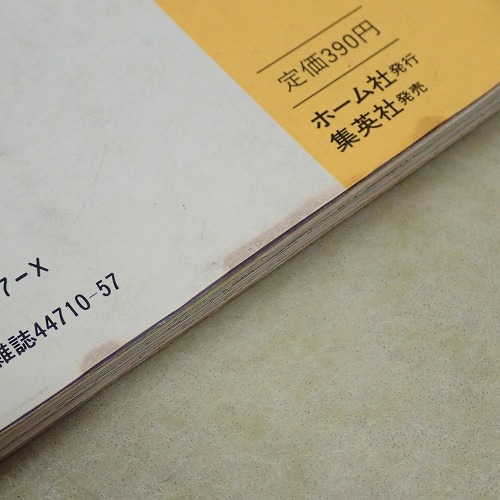 定価390円
ホーム社発行
集英社発売
7-X
雑誌44710-57